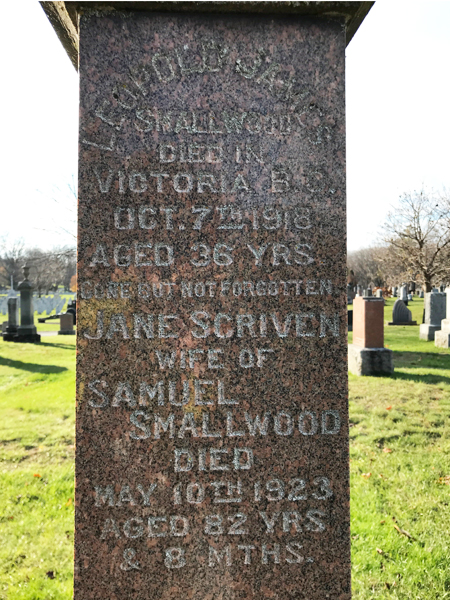 LEOPOLD JAMES
SMALLWOOD
DIED IN
VICTORIA B.C.
OCT. 7TH 1918
AGED 36 YRS.
GONE BUT NOT FORGOTTEN.
JANE SCRIVEN
WIFE OF
SAMUEL
SMALLWOOD
DIED
MAY 10TH 1923
AGED 82 YRS
& 8 MTHS.